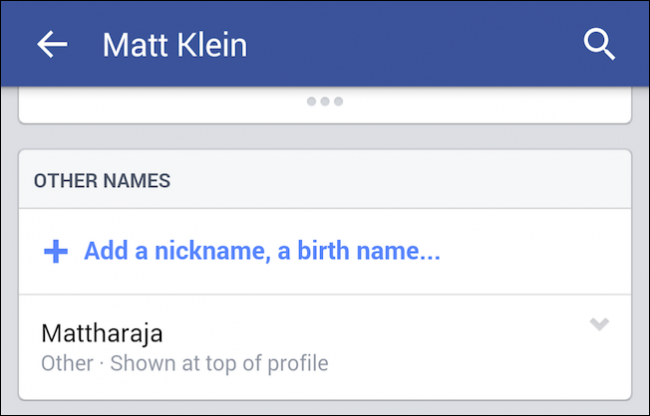 Matt Klein
OTHER NAMES
+ Add a nickname, a birth name...
Mattharaja
Other · Shown at top of profile